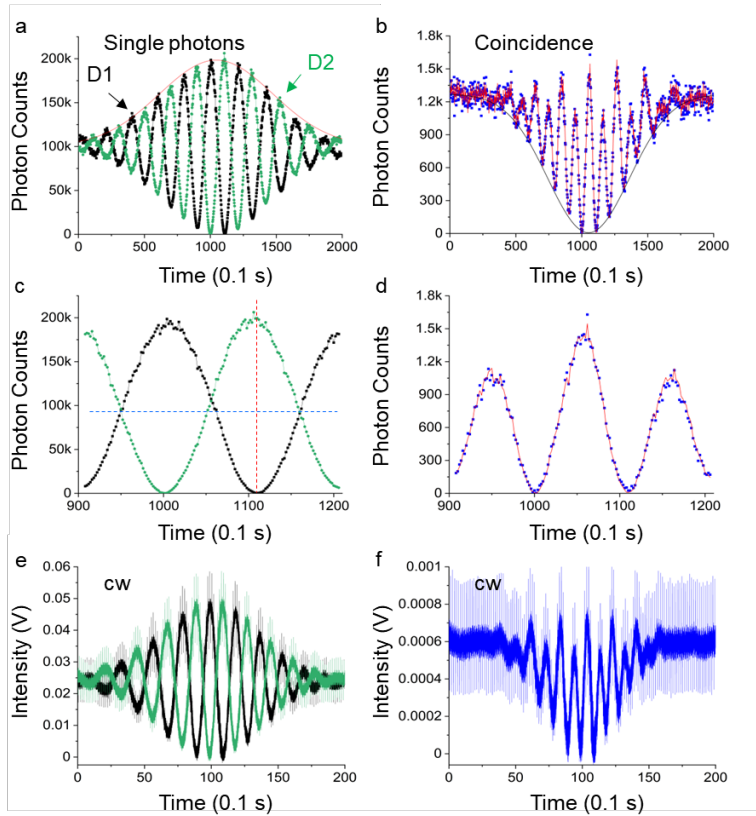 a
Single photons
D1
D2
200k
150k
100k
50k
0
Photon Counts
0 500 1000 1500 2000
Time (0.1 s)
b
Coincidence
1.8k
1.5k
1.2k
900
600
300
0
Photon Counts
0 500 1000 1500 2000
Time (0.1 s)
c
200k
150k
100k
50k
0
Photon Counts
900 1000 1100 1200
Time (0.1 s)
d
1.8k
1.5k
1.2k
900
600
300
0
Photon Counts
900 1000 1100 1200
Time (0.1 s)
e
cw
0.06
0.05
0.04
0.03
0.02
0.01
0
Intensity (V)
0 50 100 150 200
Time (0.1 s)
f
cw
0.001
0.0008
0.0006
0.0004
0.0002
0
Intensity (V)
0 50 100 150 200
Time (0.1 s)